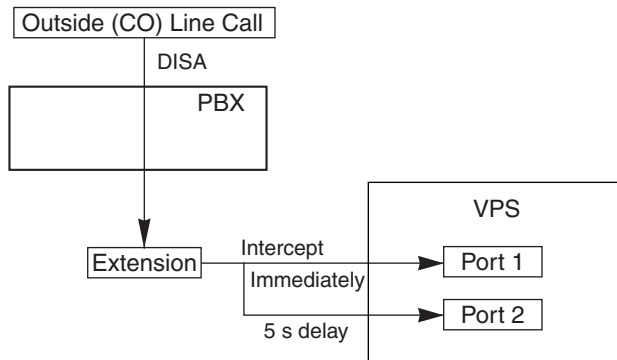 Outside (CO) Line Call
DISA
PBX
VPS
Extension
Intercept
Immediately
Port 1
5 s delay
Port 2